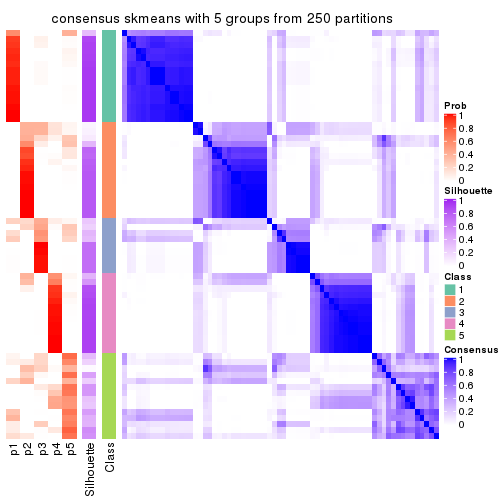 consensus skmeans with 5 groups from 250 partitions
Prob
1
0.8
0.6
0.4
0.2
0
Silhouette
1
0.8
0.6
0.4
0.2
0
Class
1
2
3
4
5
Consensus
1
0.8
0.6
0.4
0.2
0
p1
p2
p3
p4
p5
Silhouette
Class